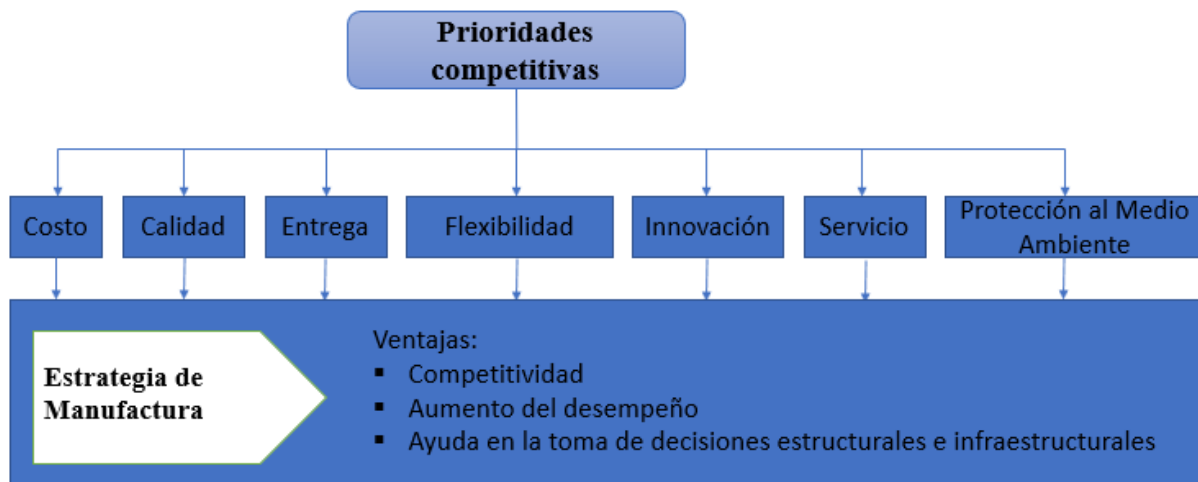 Prioridades
competitivas
Costo
Calidad
Entrega
Flexibilidad
Innovación
Servicio
Protección al Medio
Ambiente
Estrategia de
Manufactura
Ventajas:
▪ Competitividad
▪ Aumento del desempeño
▪ Ayuda en la toma de decisiones estructurales e infraestructurales